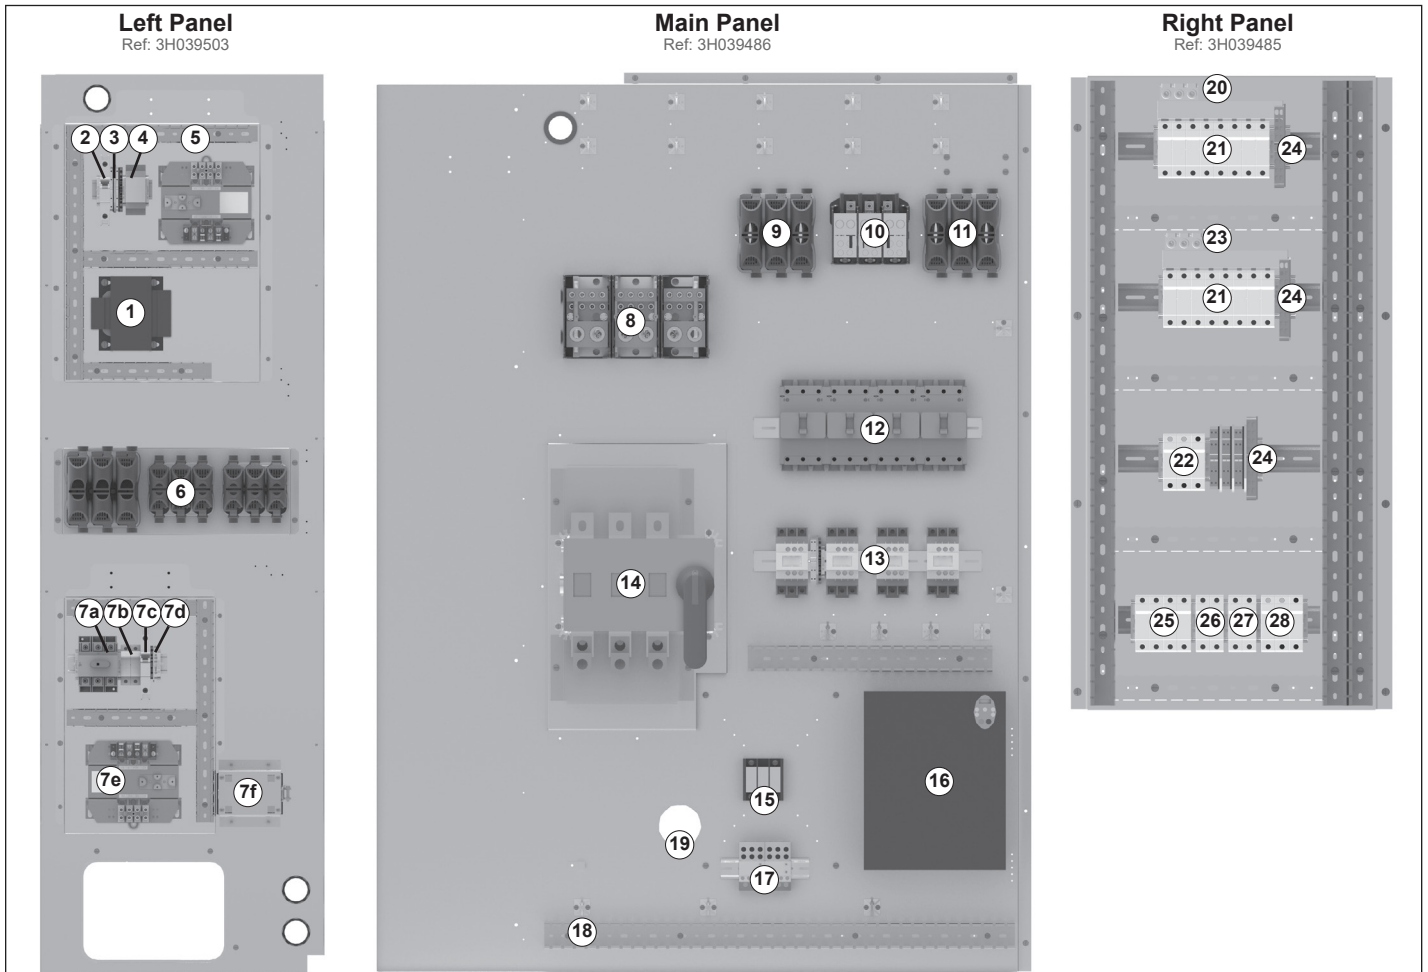 Left Panel
Ref: 3H039503
Main Panel
Ref: 3H039486
Right Panel
Ref: 3H039485
2 3 4 5
1
6
7a 7b 7c 7d
7e
7f
9 10 11
8
12
13
14
15
16
19
17
18
20
21 24
23
21 24
22 24
25 26 27 28